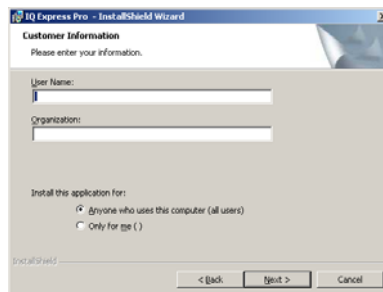 IQ Express Pro - InstallShield Wizard
Customer Information
Please enter your information.
User Name:
Organization:
Install this application for:
Anyone who uses this computer (all users)
Only for me ( )
InstallShield
< Back
Next >
Cancel